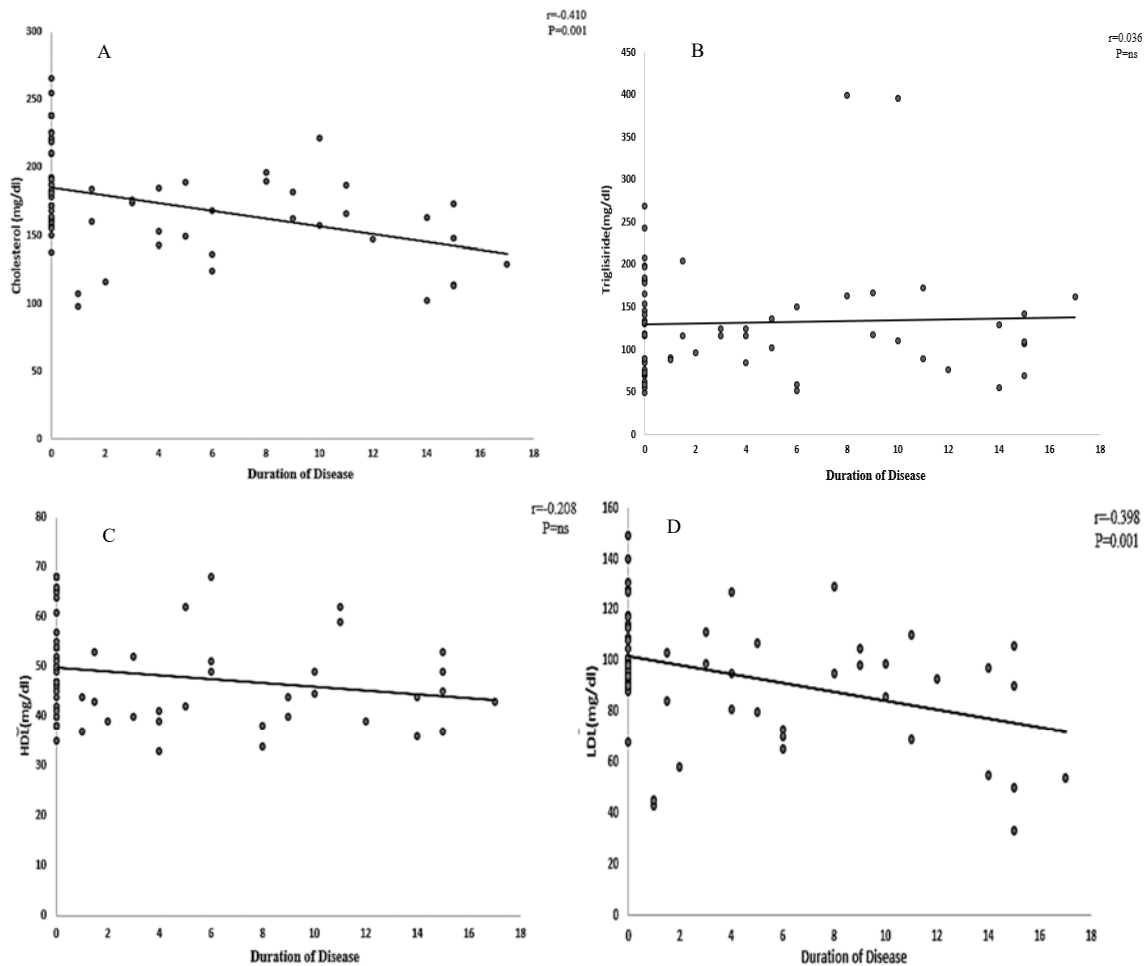 A
r=-0.410
P=0.001
300
250
200
150
100
50
0
Cholesterol (mg/dl)
0 2 4 6 8 10 12 14 16 18
Duration of Disease
B
r=0.036
P=ns
450
400
350
300
250
200
150
100
50
0
Triglisiride(mg/dl)
0 2 4 6 8 10 12 14 16 18
Duration of Disease
C
r=-0.208
P=ns
80
70
60
50
40
30
20
10
0
HDL(mg/dl)
0 2 4 6 8 10 12 14 16 18
Duration of Disease
D
r=-0.398
P=0.001
160
140
120
100
80
60
40
20
0
LDL(mg/dl)
0 2 4 6 8 10 12 14 16 18
Duration of Disease